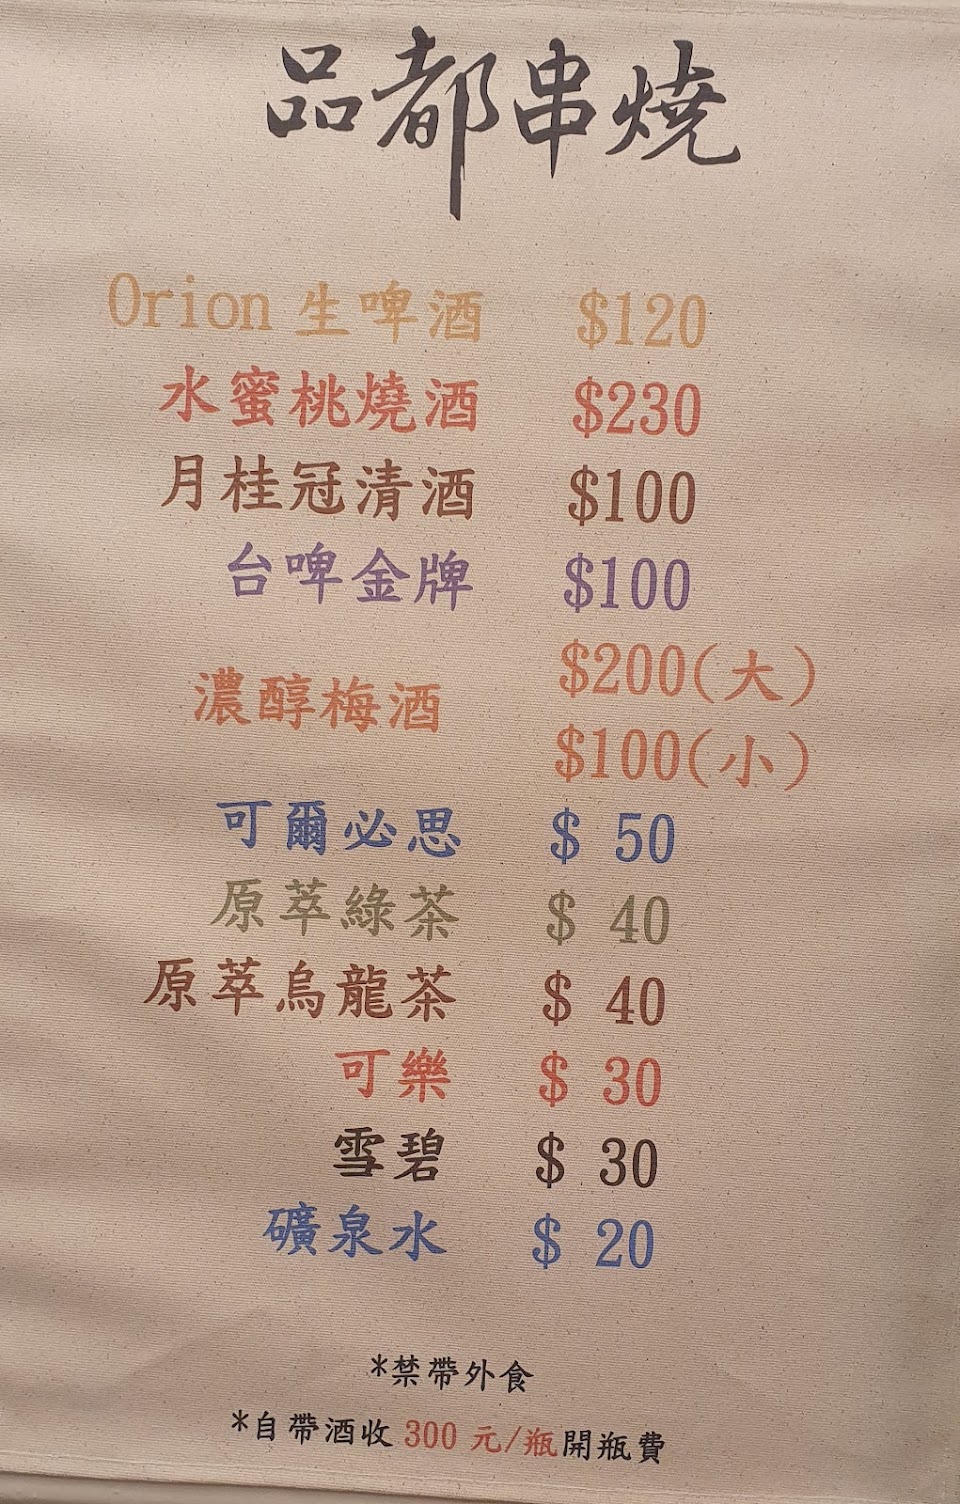 品都串燒
Orion 生啤酒 $120
水蜜桃燒酒 $230
月桂冠清酒 $100
台啤金牌 $100
濃醇梅酒 $200(大)
$100(小)
可爾必思 $ 50
原萃綠茶 $ 40
原萃烏龍茶 $ 40
可樂 $ 30
雪碧 $ 30
礦泉水 $ 20
*禁帶外食
*自帶酒收 300 元/瓶開瓶費